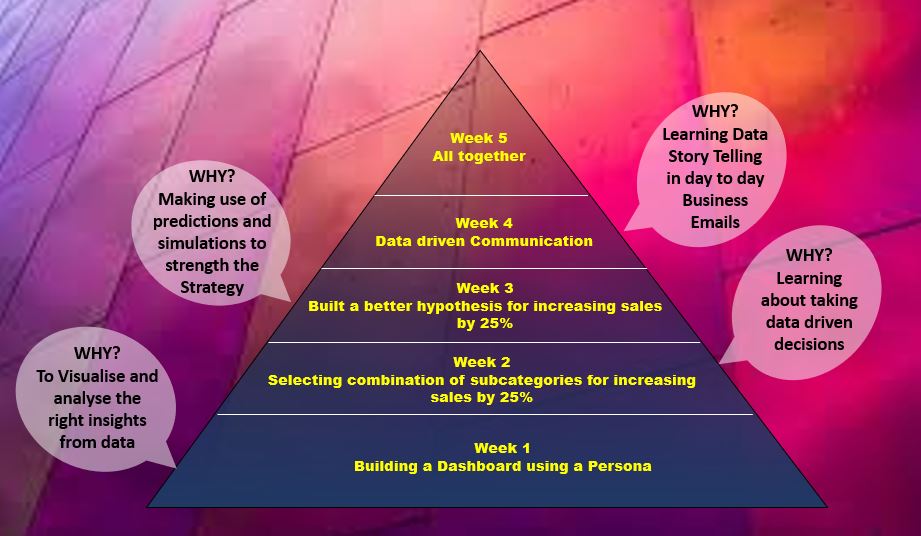 Week 5
All together
WHY?
Learning Data
Story Telling
in day to day
Business
Emails
WHY?
Making use of
predictions and
simulations to
strength the
Strategy
Week 4
Data driven Communication
WHY?
Learning
about taking
data driven
decisions
Week 3
Built a better hypothesis for increasing sales
by 25%
WHY?
To Visualise and
analyse the
right insights
from data
Week 2
Selecting combination of subcategories for increasing
sales by 25%
Week 1
Building a Dashboard using a Persona